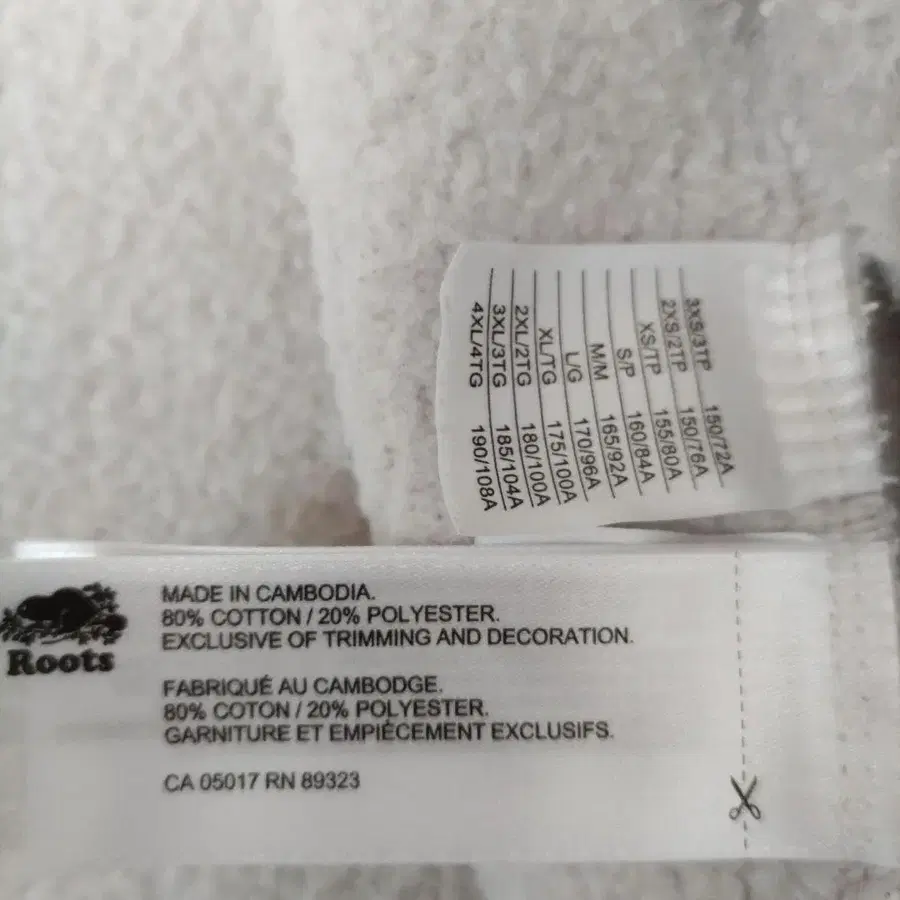 3XS/3TP 150/72A
2XS/2TP 150/76A
XS/TP 155/80A
S/P 160/84A
M/M 165/92A
L/G 170/96A
XL/TG 175/100A
2XL/2TG 180/100A
3XL/3TG 185/104A
4XL/4TG 190/108A
Roots
MADE IN CAMBODIA.
80% COTTON / 20% POLYESTER.
EXCLUSIVE OF TRIMMING AND DECORATION.
FABRIQUÉ AU CAMBODGE.
80% COTON / 20% POLYESTER.
GARNITURE ET EMPIÈCEMENT EXCLUSIFS.
CA 05017 RN 89323